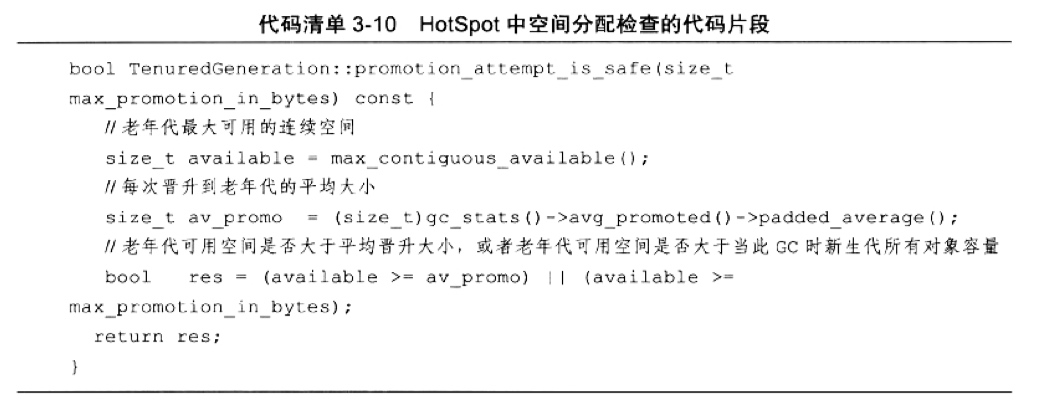 代码清单 3-10 HotSpot 中空间分配检查的代码片段
bool TenuredGeneration::promotion_attempt_is_safe(size_t
max_promotion_in_bytes) const {
//老年代最大可用的连续空间
size_t available = max_contiguous_available();
//每次晋升到老年代的平均大小
size_t av_promo = (size_t)gc_stats()->avg_promoted()->padded_average();
//老年代可用空间是否大于平均晋升大小，或者老年代可用空间是否大于当此 GC 时新生代所有对象容量
bool res = (available >= av_promo) || (available >=
max_promotion_in_bytes);
return res;
}